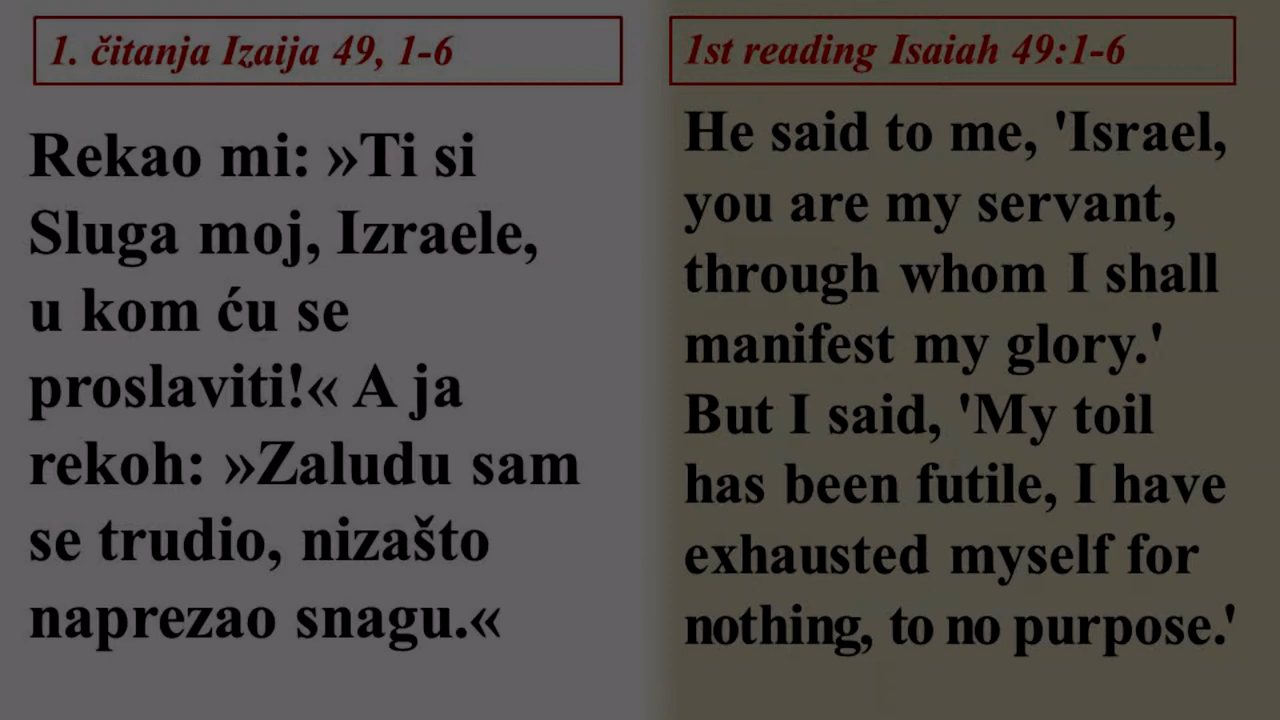 1. čitanja Izaija 49, 1-6
Rekao mi: »Ti si
Sluga moj, Izraele,
u kom ću se
proslaviti!« A ja
rekoh: »Zaludu sam
se trudio, nizašto
naprezao snagu.«
1st reading Isaiah 49:1-6
He said to me, 'Israel,
you are my servant,
through whom I shall
manifest my glory.'
But I said, 'My toil
has been futile, I have
exhausted myself for
nothing, to no purpose.'